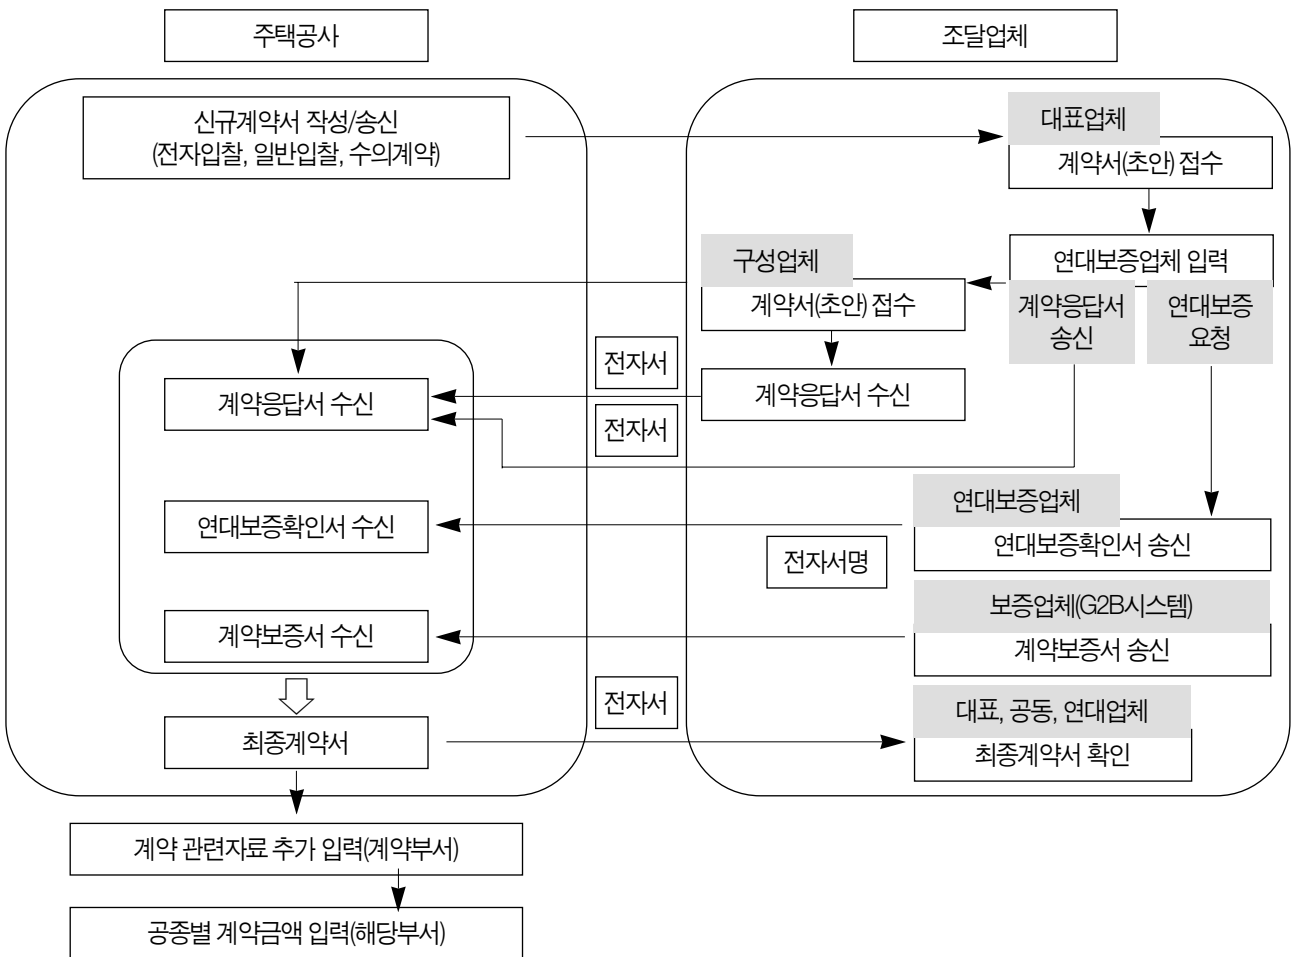 주택공사
조달업체
신규계약서 작성/송신
(전자입찰, 일반입찰, 수의계약)
대표업체
계약서(초안) 접수
연대보증업체 입력
구성업체
계약서(초안) 접수
계약응답서
송신
연대보증
요청
전자서
계약응답서 수신
계약응답서 수신
전자서
연대보증업체
연대보증확인서 수신
연대보증확인서 송신
전자서명
보증업체(G2B시스템)
계약보증서 수신
계약보증서 송신
전자서
대표, 공동, 연대업체
최종계약서
최종계약서 확인
계약 관련자료 추가 입력(계약부서)
공종별 계약금액 입력(해당부서)